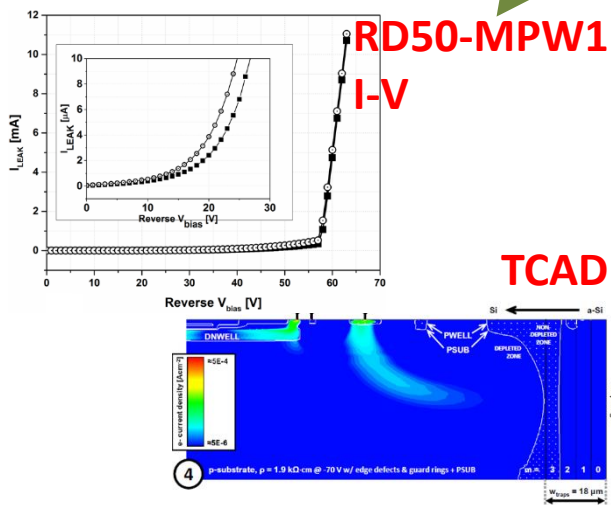 RD50-MPW1
I-V
12
10
8
6
4
2
0
I_LEAK [mA]
10
8
6
4
2
0
I_LEAK [µA]
0 10 20 30
Reverse V_bias [V]
0 10 20 30 40 50 60 70
Reverse V_bias [V]
TCAD
Si a-Si
DNWELL
PWELL
PSUB
DEPLETED
ZONE
NON-
DEPLETED
ZONE
e- current density [Acm-2]
≈5E-4
≈5E-6
4
p-substrate, ρ = 1.9 kΩ·cm @ -70 V w/ edge defects & guard rings + PSUB
= 3 2 1 0
w_traps = 18 µm